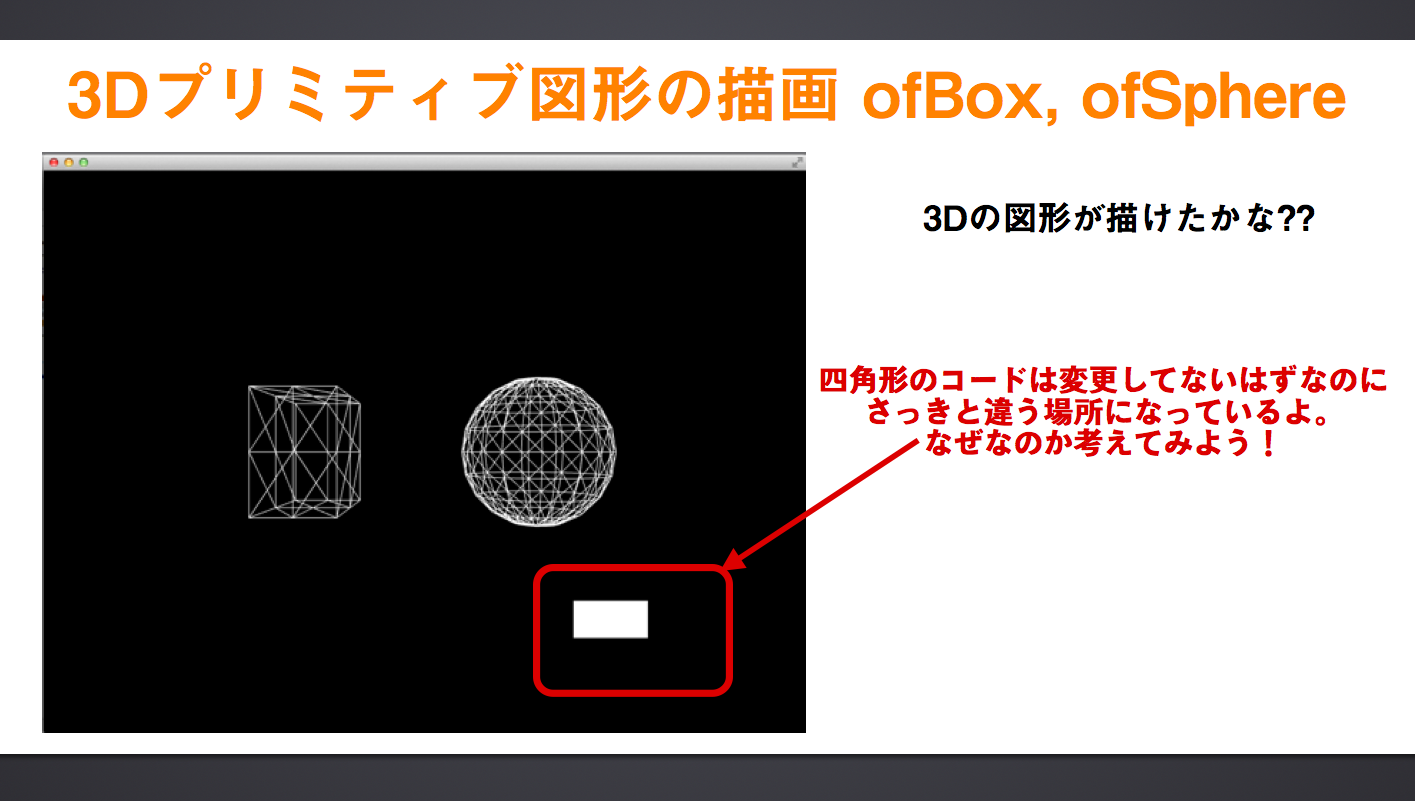 3Dプリミティブ図形の描画 ofBox, ofSphere
3Dの図形が描けたかな??
四角形のコードは変更してないはずなのに
さっきと違う場所になっているよ。
なぜなのか考えてみよう！